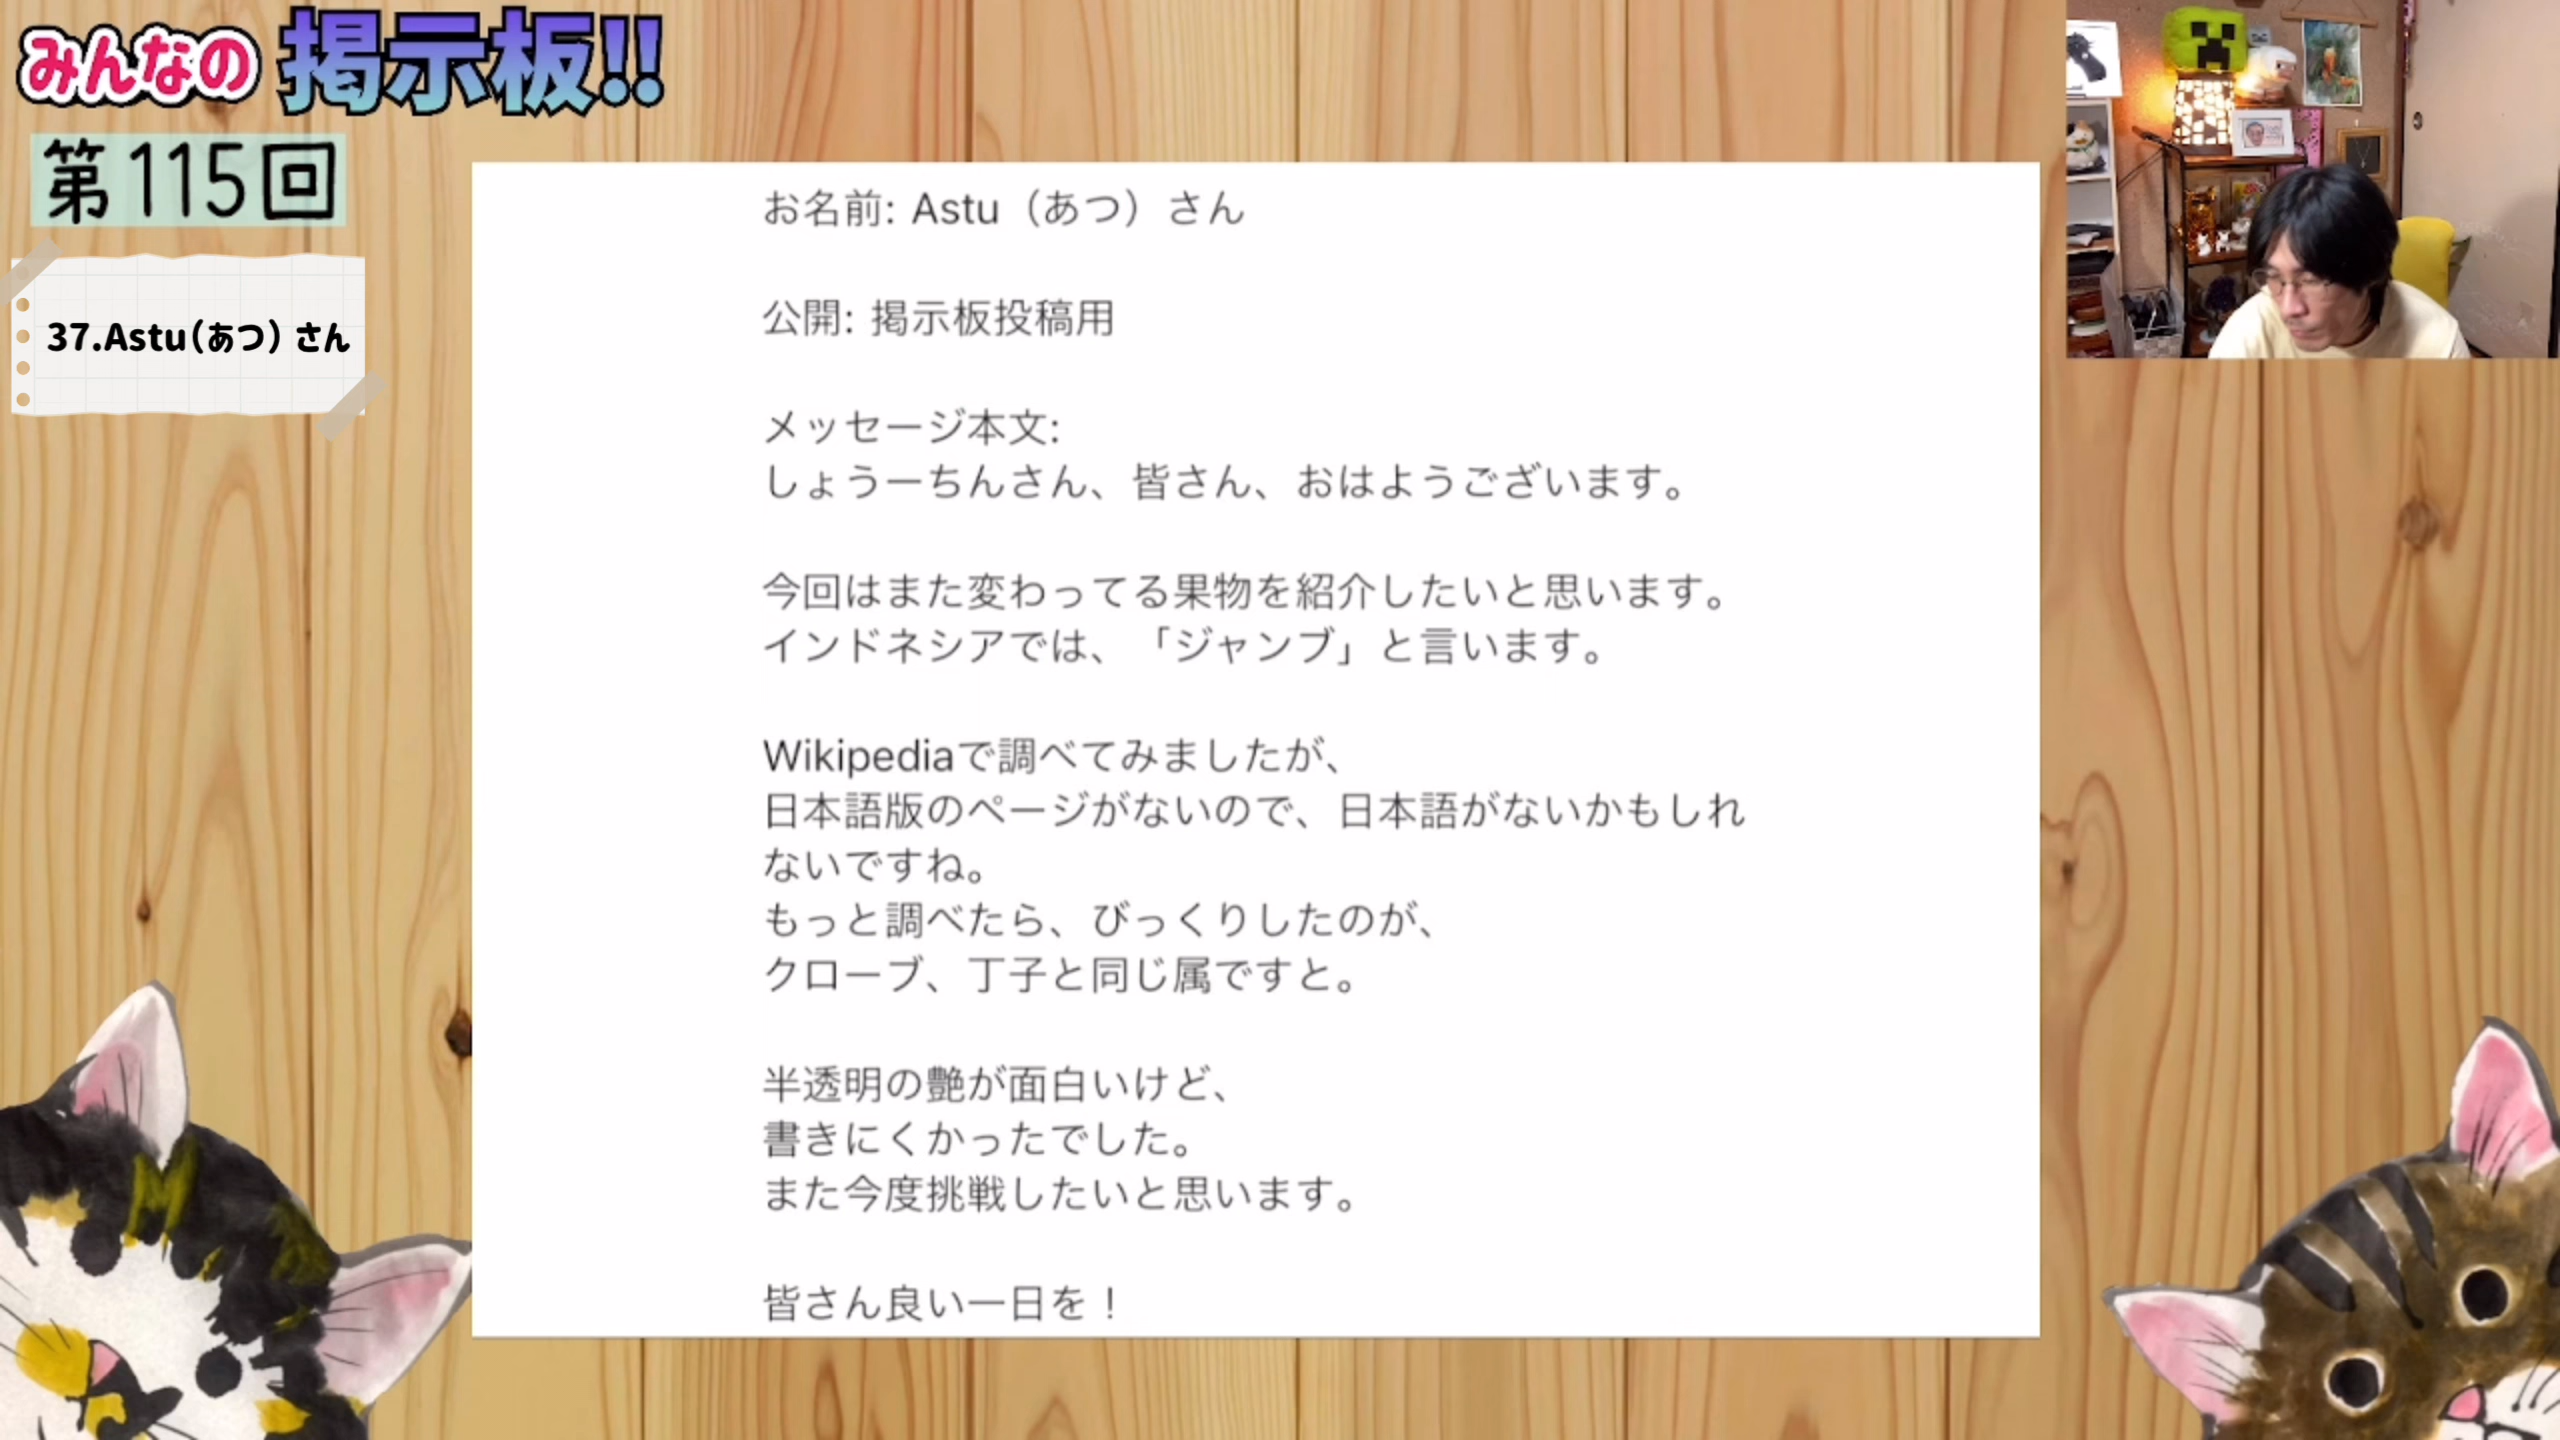 みんなの掲示板!!
第115回
37.Astu(あつ) さん
お名前: Astu（あつ）さん
公開: 掲示板投稿用
メッセージ本文:
しょうーちんさん、皆さん、おはようございます。
今回はまた変わってる果物を紹介したいと思います。
インドネシアでは、「ジャンブ」と言います。
Wikipediaで調べてみましたが、
日本語版のページがないので、日本語がないかもしれ
ないですね。
もっと調べたら、びっくりしたのが、
クローブ、丁子と同じ属ですと。
半透明の艶が面白いけど、
書きにくかったでした。
また今度挑戦したいと思います。
皆さん良い一日を！